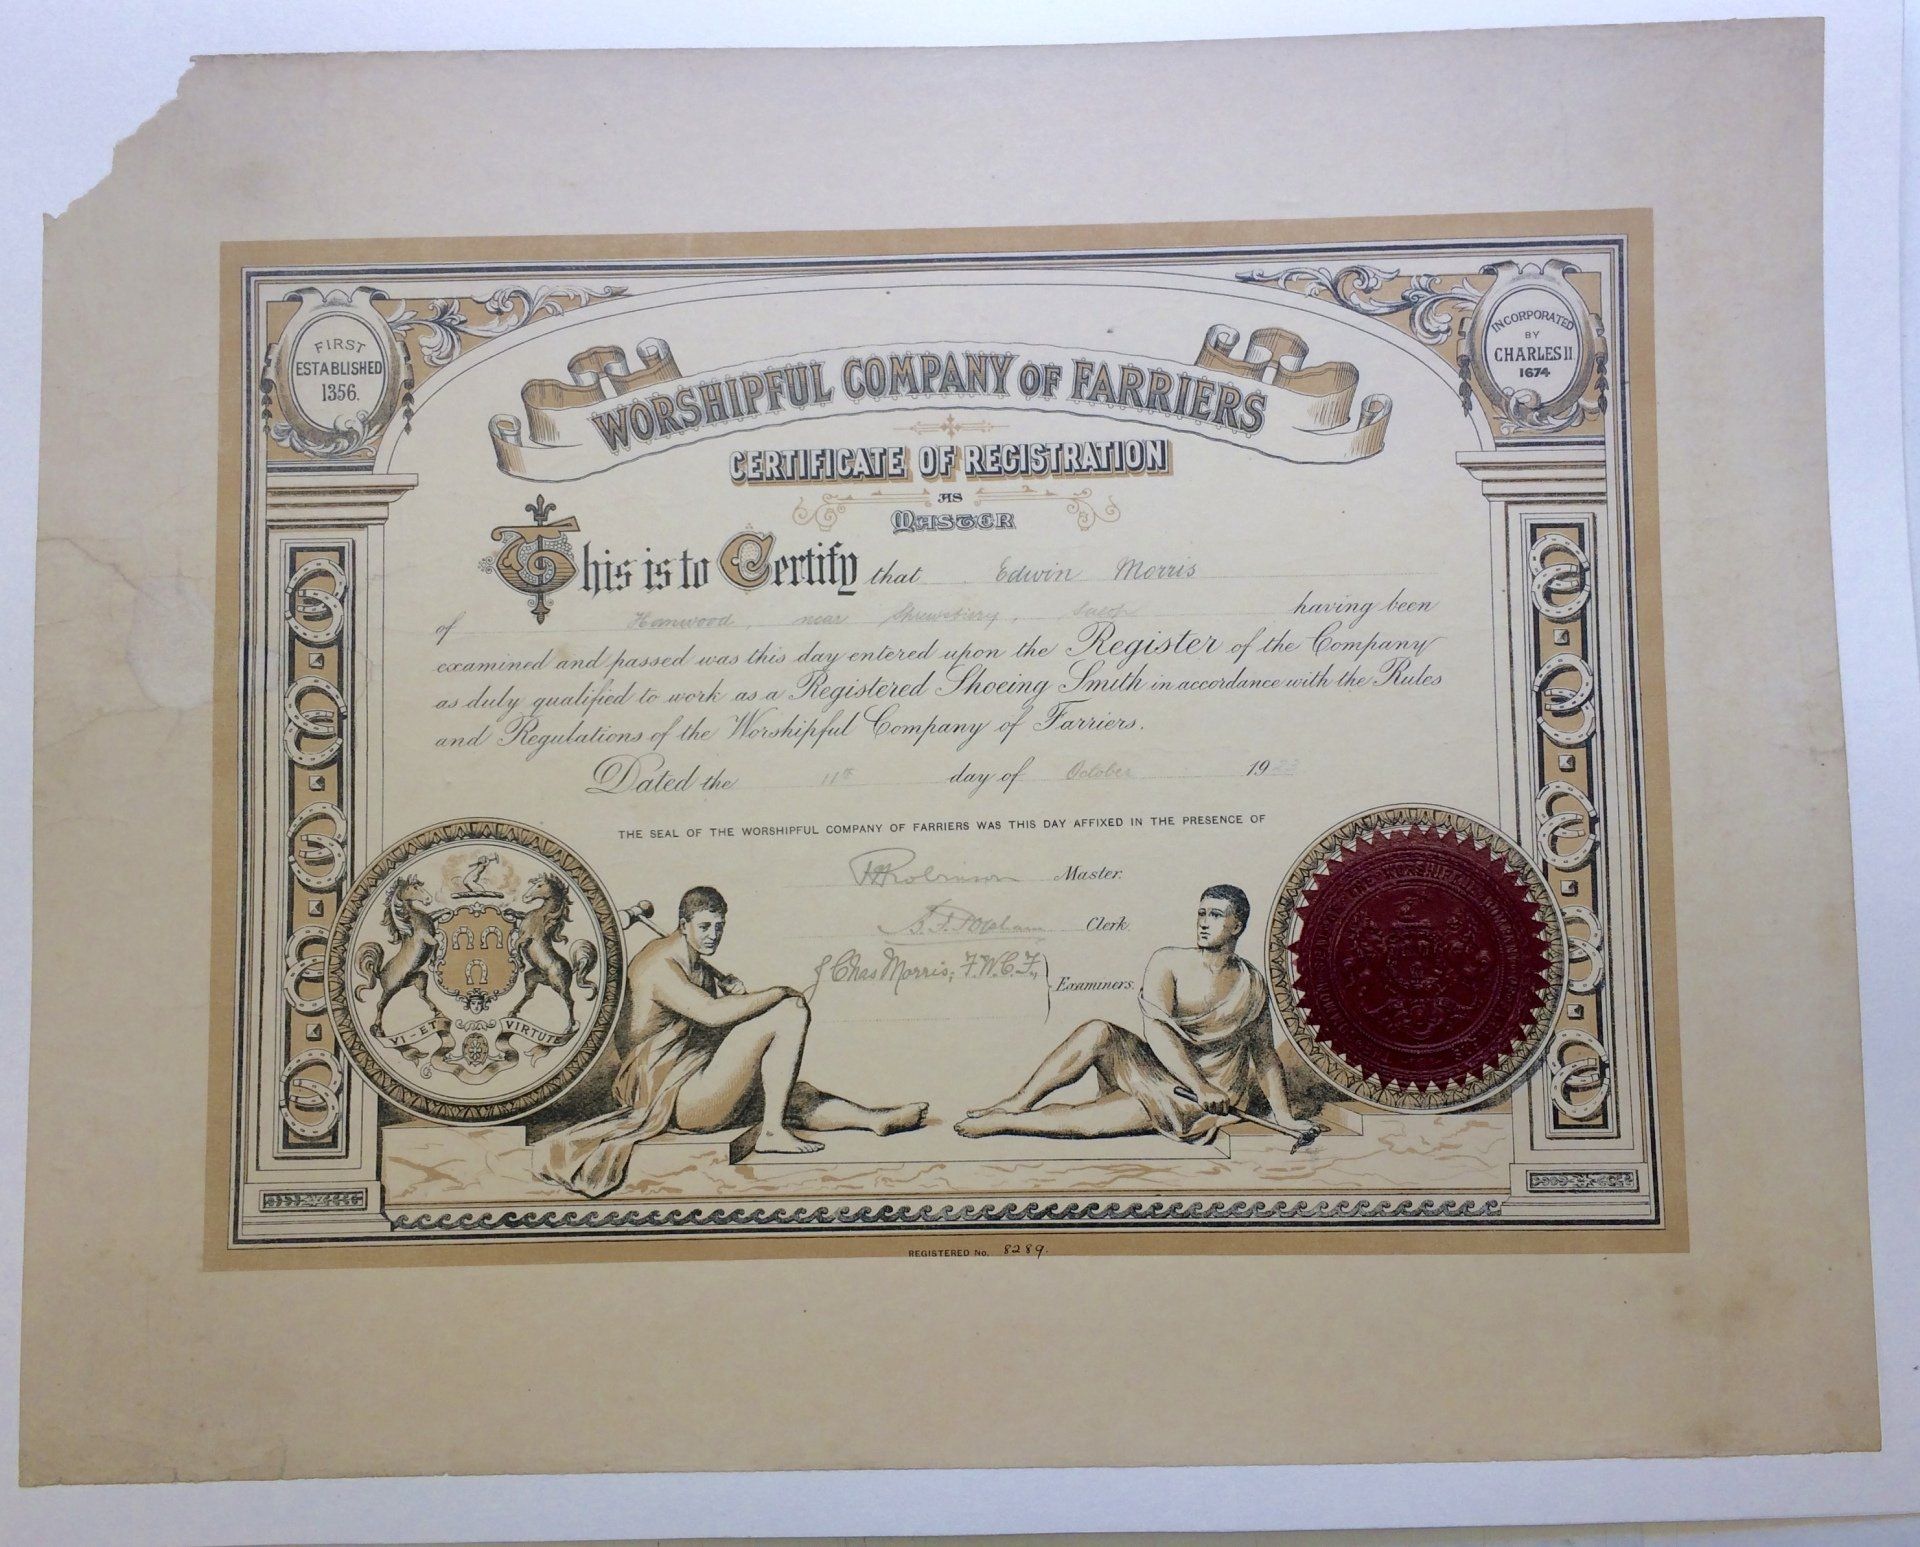 FIRST
ESTABLISHED
1356.
INCORPORATED
BY
CHARLES II
1674
WORSHIPFUL COMPANY OF FARRIERS
CERTIFICATE OF REGISTRATION
AS
MASTER
This is to Certify that Edwin Morris
of Hanwood, near Shrewsbury, Salop having been
examined and passed was this day entered upon the Register of the Company
as duly qualified to work as a Registered Shoeing Smith in accordance with the Rules
and Regulations of the Worshipful Company of Farriers.
Dated the 11th day of October 1923
THE SEAL OF THE WORSHIPFUL COMPANY OF FARRIERS WAS THIS DAY AFFIXED IN THE PRESENCE OF
Robinson Master.
Clerk.
Chas Morris, F.W.C.F. Examiners.
VI - ET VIRTUTE
REGISTERED No. 8289.